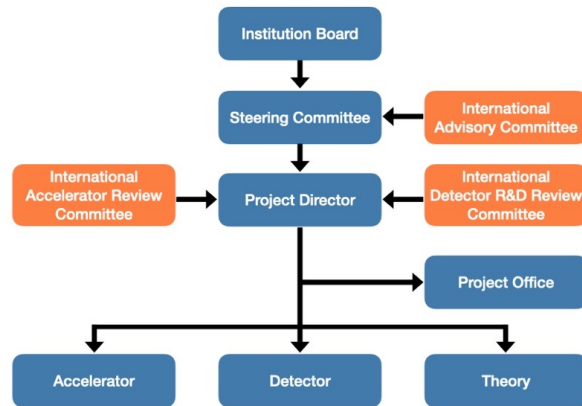 Institution Board
Steering Committee
International
Advisory Committee
International
Accelerator Review
Committee
Project Director
International
Detector R&D Review
Committee
Project Office
Accelerator
Detector
Theory